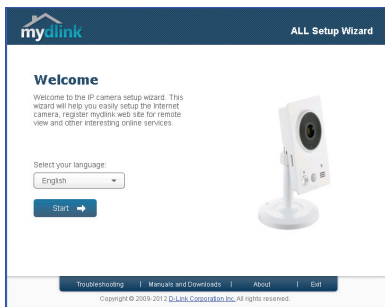 mydlink
ALL Setup Wizard
Welcome
Welcome to the IP camera setup wizard. This
wizard will help you easily setup the Internet
camera, register mydlink web site for remote
view and other interesting online services.
Select your language:
English
Start
Troubleshooting | Manuals and Downloads | About | Exit
Copyright © 2009-2012 D-Link Corporation Inc. All rights reserved.